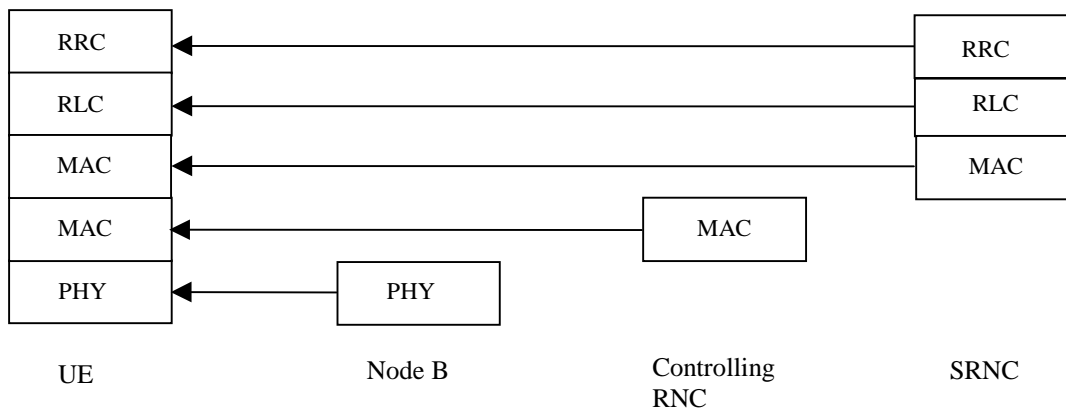 RRC
RRC
RLC
RLC
MAC
MAC
MAC
MAC
PHY
PHY
UE
Node B
Controlling
RNC
SRNC